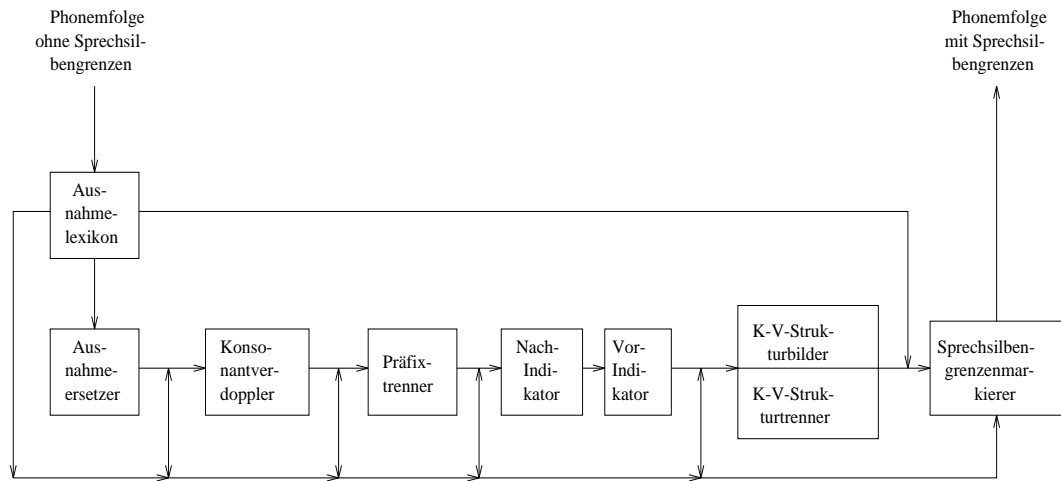 Phonemfolge
ohne Sprechsil-
bengrenzen
Phonemfolge
mit Sprechsil-
bengrenzen
Aus-
nahme-
lexikon
Aus-
nahme-
ersetzer
Konso-
nantver-
doppler
Präfix-
trenner
Nach-
Indi-
kator
Vor-
Indi-
kator
K-V-Struk-
turbilder
K-V-Struk-
turtrenner
Sprechsilben-
grenzenmar-
kierer